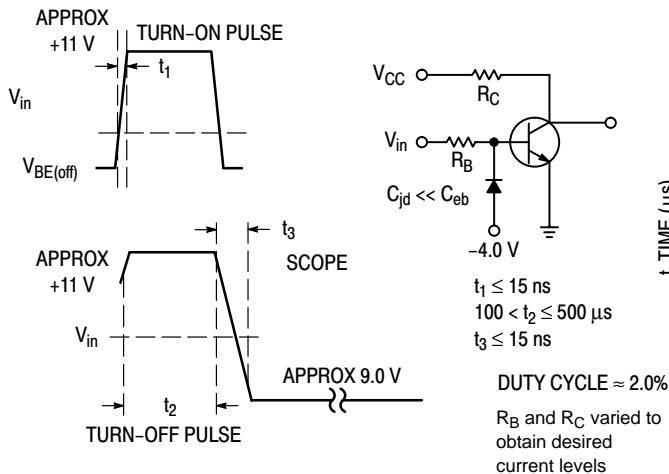 APPROX
+11 V
TURN–ON PULSE
t1
Vin
VBE(off)
VCC
RC
Vin
RB
Cjd << Ceb
–4.0 V
t3
APPROX
+11 V
SCOPE
Vin
APPROX 9.0 V
t2
TURN–OFF PULSE
t1 ≤ 15 ns
100 < t2 ≤ 500 μs
t3 ≤ 15 ns
DUTY CYCLE ≈ 2.0%
RB and RC varied to
obtain desired
current levels
t, TIME (μs)